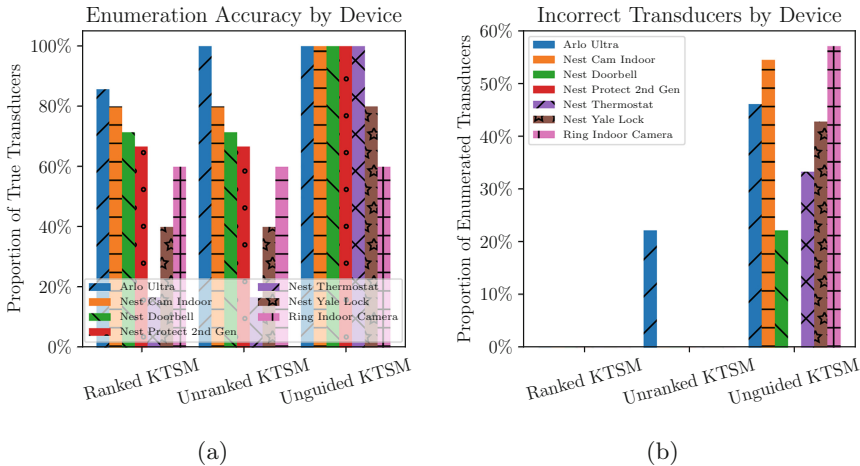 Enumeration Accuracy by Device
Proportion of True Transducers
100%
80%
60%
40%
20%
0%
Arlo Ultra
Nest Cam Indoor
Nest Doorbell
Nest Protect 2nd Gen
Nest Thermostat
Nest Yale Lock
Ring Indoor Camera
Ranked KTSM
Unranked KTSM
Unguided KTSM
(a)
Incorrect Transducers by Device
Proportion of Enumerated Transducers
60%
50%
40%
30%
20%
10%
0%
Arlo Ultra
Nest Cam Indoor
Nest Doorbell
Nest Protect 2nd Gen
Nest Thermostat
Nest Yale Lock
Ring Indoor Camera
Ranked KTSM
Unranked KTSM
Unguided KTSM
(b)